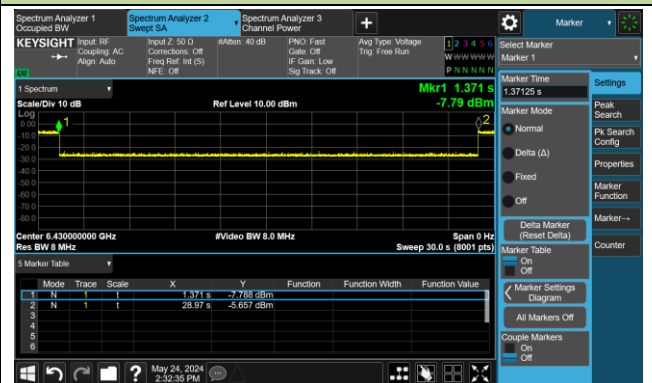 Spectrum Analyzer 1
Occupied BW
Spectrum Analyzer 2
Swept SA
Spectrum Analyzer 3
Channel Power
+
Marker
KEYSIGHT
Input: RF
Coupling: AC
Align: Auto
Input Z: 50 Ω
Corrections: Off
Freq Ref: Int (S)
NFE: Off
#Atten: 40 dB
PNO: Fast
Gate: Off
IF Gain: Low
Sig Track: Off
Avg Type: Voltage
Trig: Free Run
1 2 3 4 5 6
W W W W W W
P N N N N N
Select Marker
Marker 1
1 Spectrum
Scale/Div 10 dB
Ref Level 10.00 dBm
Mkr1 1.371 s
-7.79 dBm
Log
0.00
-10.0
-20.0
-30.0
-40.0
-50.0
-60.0
-70.0
-80.0
1
2
Center 6.430000000 GHz
Res BW 8 MHz
#Video BW 8.0 MHz
Span 0 Hz
Sweep 30.0 s (8001 pts)
5 Marker Table
Mode Trace Scale X Y Function Function Width Function Value
1 N 1 t 1.371 s -7.788 dBm
2 N 1 t 28.97 s -5.657 dBm
3
4
5
6
Marker Time
1.37125 s
Marker Mode
Normal
Delta (Δ)
Fixed
Off
Delta Marker
(Reset Delta)
Marker Table
On
Off
Marker Settings
Diagram
All Markers Off
Couple Markers
On
Off
Settings
Peak
Search
Pk Search
Config
Properties
Marker
Function
Marker→
Counter
?
May 24, 2024
2:32:35 PM